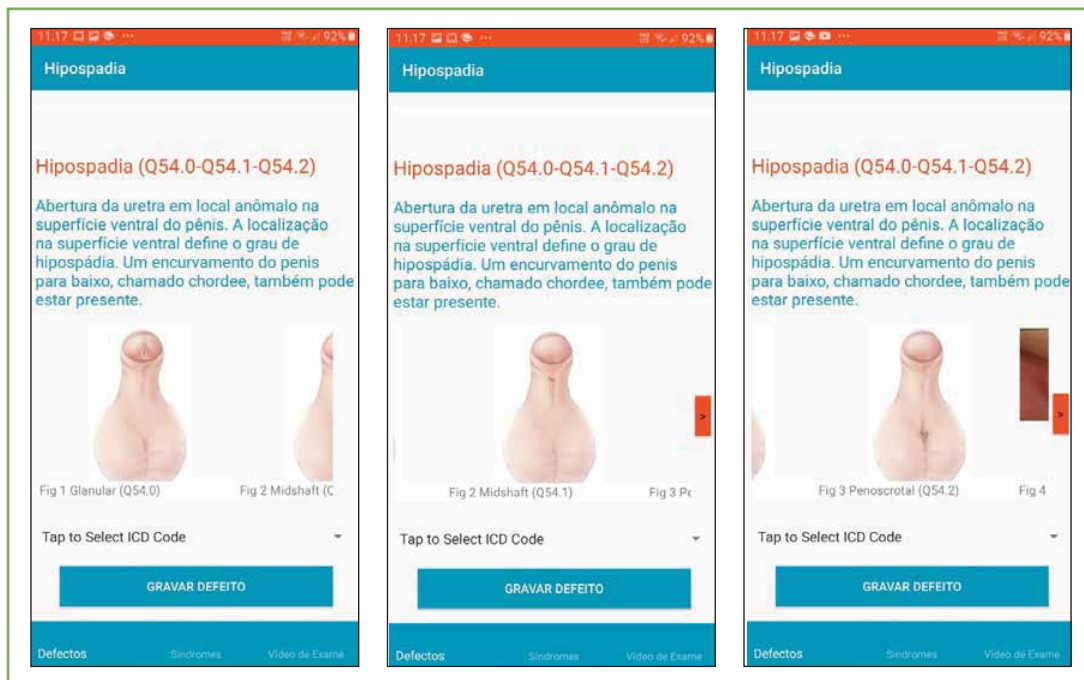 11:17 ... 92%
Hipospadia
Hipospadia (Q54.0-Q54.1-Q54.2)
Abertura da uretra em local anômalo na
superfície ventral do pênis. A localização
na superfície ventral define o grau de
hipospádia. Um encurvamento do penis
para baixo, chamado chordee, também pode
estar presente.
Fig 1 Glanular (Q54.0) Fig 2 Midshaft (C
Tap to Select ICD Code
GRAVAR DEFEITO
Defectos Síndromes Vídeo de Exame
11:17 ... 92%
Hipospadia
Hipospadia (Q54.0-Q54.1-Q54.2)
Abertura da uretra em local anômalo na
superfície ventral do pênis. A localização
na superfície ventral define o grau de
hipospádia. Um encurvamento do penis
para baixo, chamado chordee, também pode
estar presente.
>
Fig 2 Midshaft (Q54.1) Fig 3 Pe
Tap to Select ICD Code
GRAVAR DEFEITO
Defectos Síndromes Vídeo de Exame
11:17 ... 92%
Hipospadia
Hipospadia (Q54.0-Q54.1-Q54.2)
Abertura da uretra em local anômalo na
superfície ventral do pênis. A localização
na superfície ventral define o grau de
hipospádia. Um encurvamento do penis
para baixo, chamado chordee, também pode
estar presente.
>
Fig 3 Penoscrotal (Q54.2) Fig 4
Tap to Select ICD Code
GRAVAR DEFEITO
Defectos Síndromes Vídeo de Exame